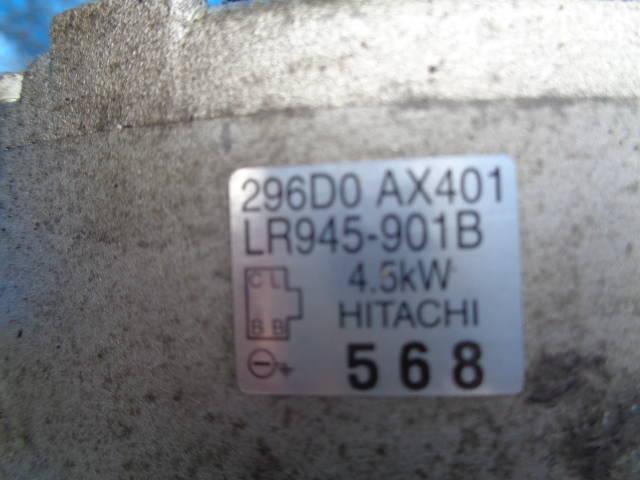 296D0 AX401
LR945-901B
C L 4.5kW
B B HITACHI
568